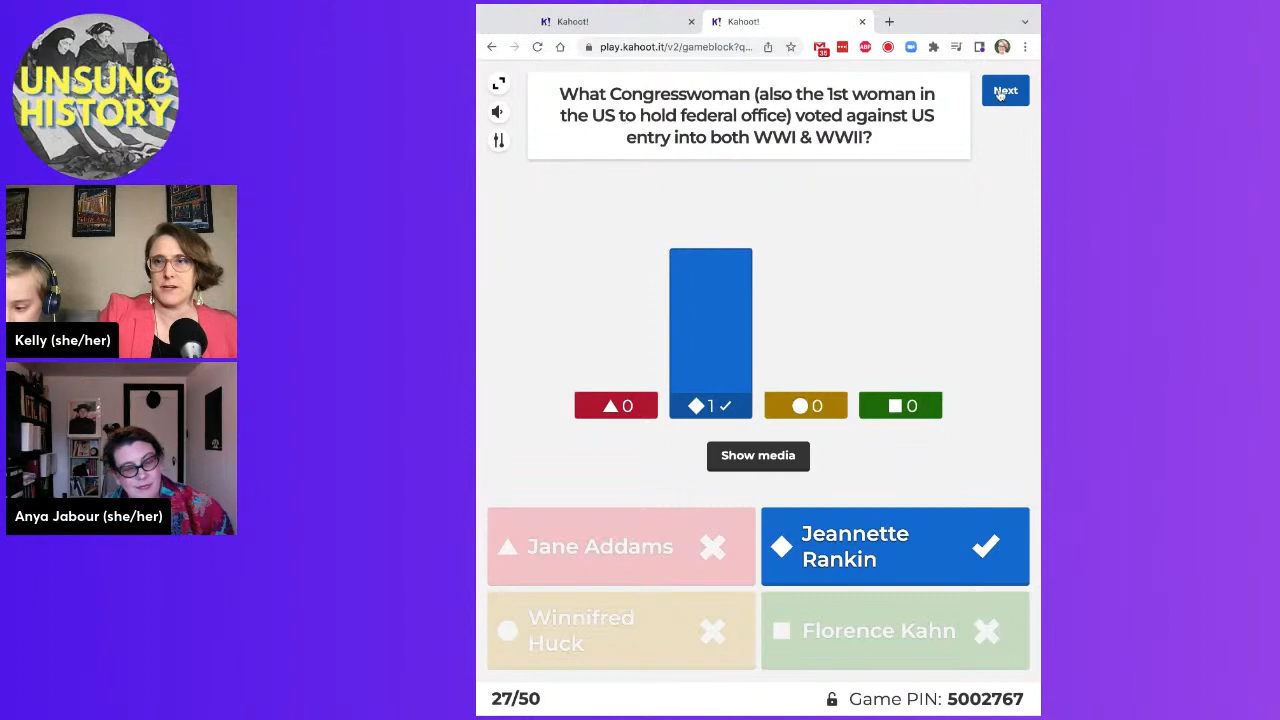 UNSUNG
HISTORY
Kelly (she/her)
Anya Jabour (she/her)
Kahoot!
Kahoot!
play.kahoot.it/v2/gameblock?q...
ABP
What Congresswoman (also the 1st woman in
the US to hold federal office) voted against US
entry into both WWI & WWII?
Next
0
1
0
0
Show media
Jane Addams
Jeannette
Rankin
Winnifred
Huck
Florence Kahn
27/50
Game PIN: 5002767